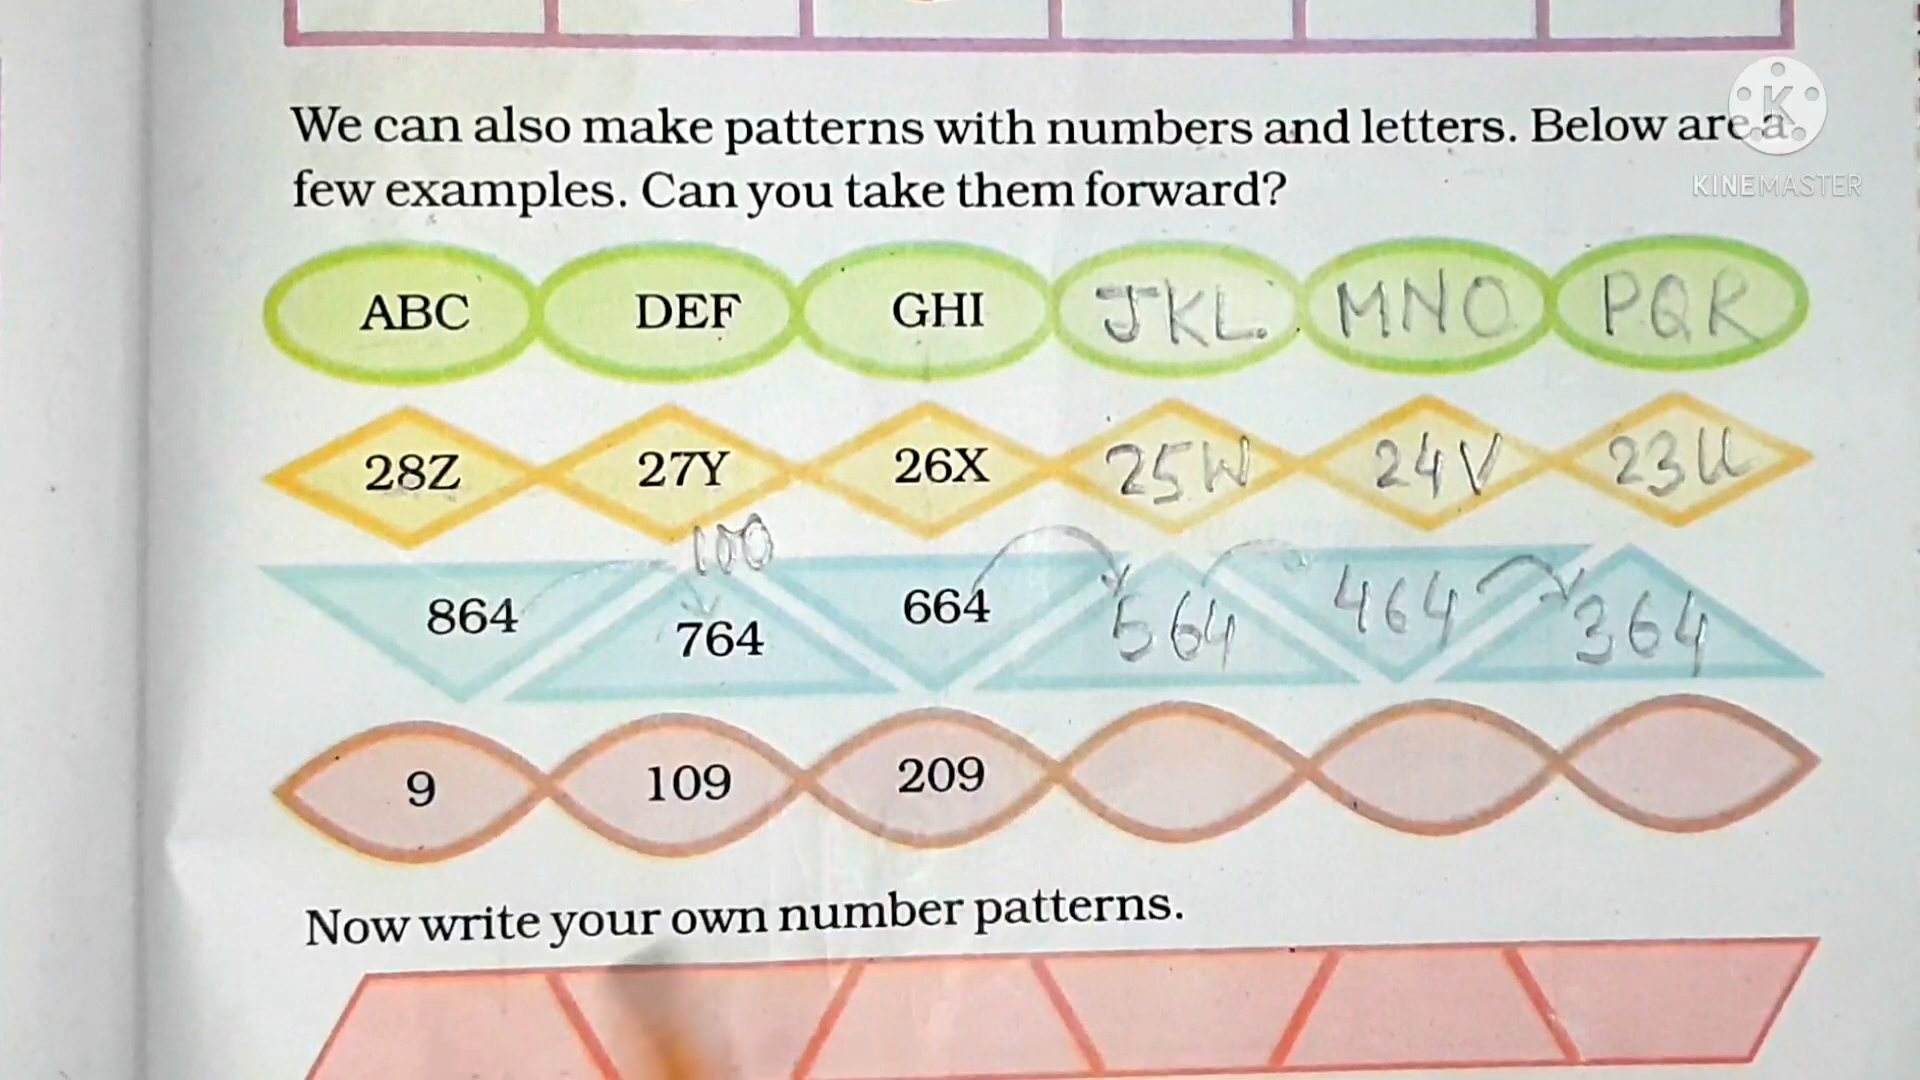 We can also make patterns with numbers and letters. Below are a
K
KINEMASTER
few examples. Can you take them forward?
ABC DEF GHI JKL. MNO PQR
28Z 27Y 26X 25W 24V 23U
100
864 764 664 564 464 364
9 109 209
Now write your own number patterns.